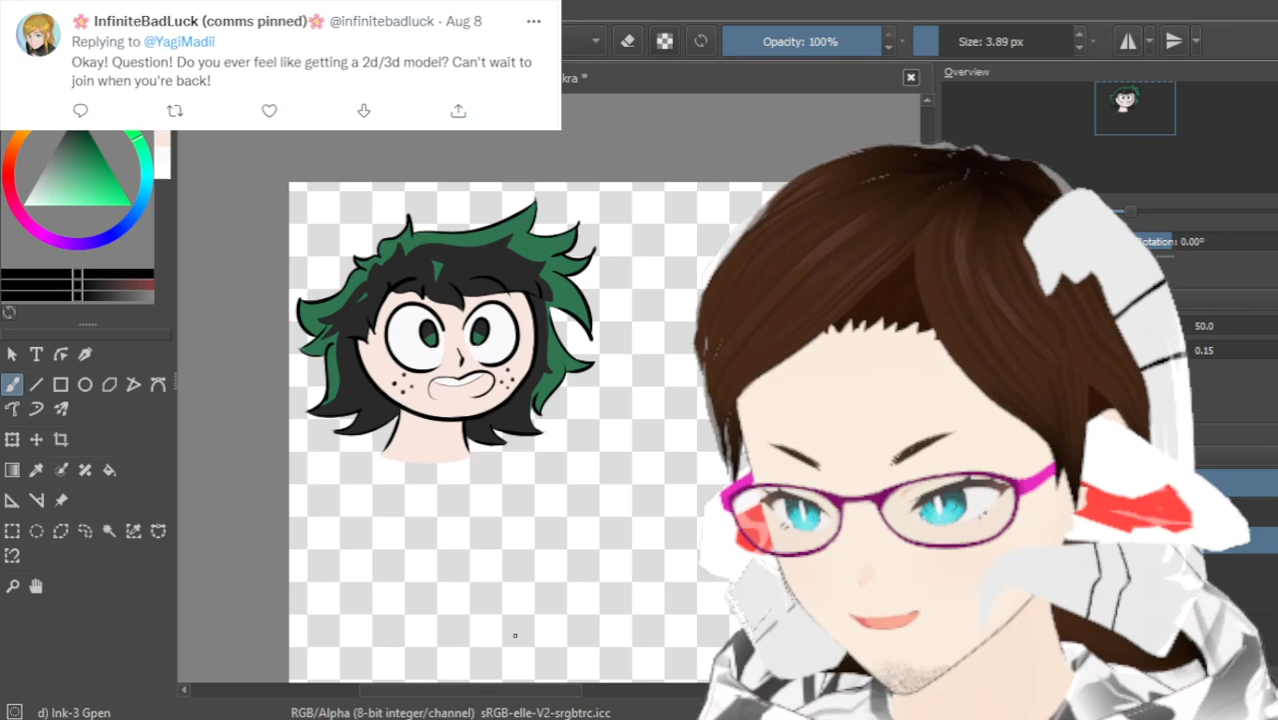 🌸 InfiniteBadLuck (comms pinned)🌸 @infinitebadluck · Aug 8
Replying to @YagiMadii
Okay! Question! Do you ever feel like getting a 2d/3d model? Can't wait to
join when you're back!
Opacity: 100%
Size: 3.89 px
kra *
Overview
Rotation: 0.00°
50.0
0.15
d) Ink-3 Gpen
RGB/Alpha (8-bit integer/channel) sRGB-elle-V2-srgbtrc.icc